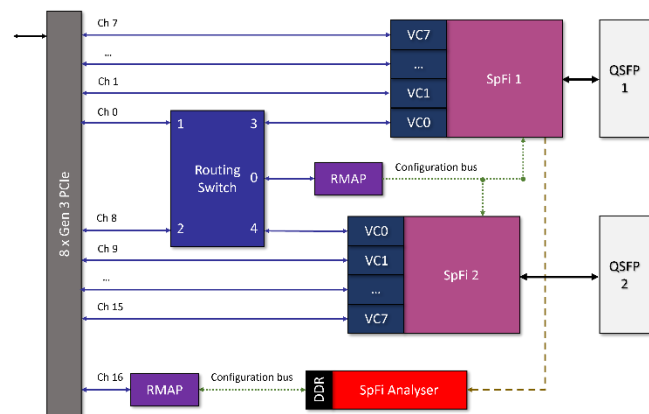 8 x Gen 3 PCIe
Ch 7
...
Ch 1
Ch 0
Ch 8
Ch 9
...
Ch 15
Ch 16
1
3
Routing
Switch
0
2
4
RMAP
Configuration bus
VC7
...
VC1
VC0
SpFi 1
QSFP
1
VC0
VC1
...
VC7
SpFi 2
QSFP
2
RMAP
Configuration bus
DDR
SpFi Analyser